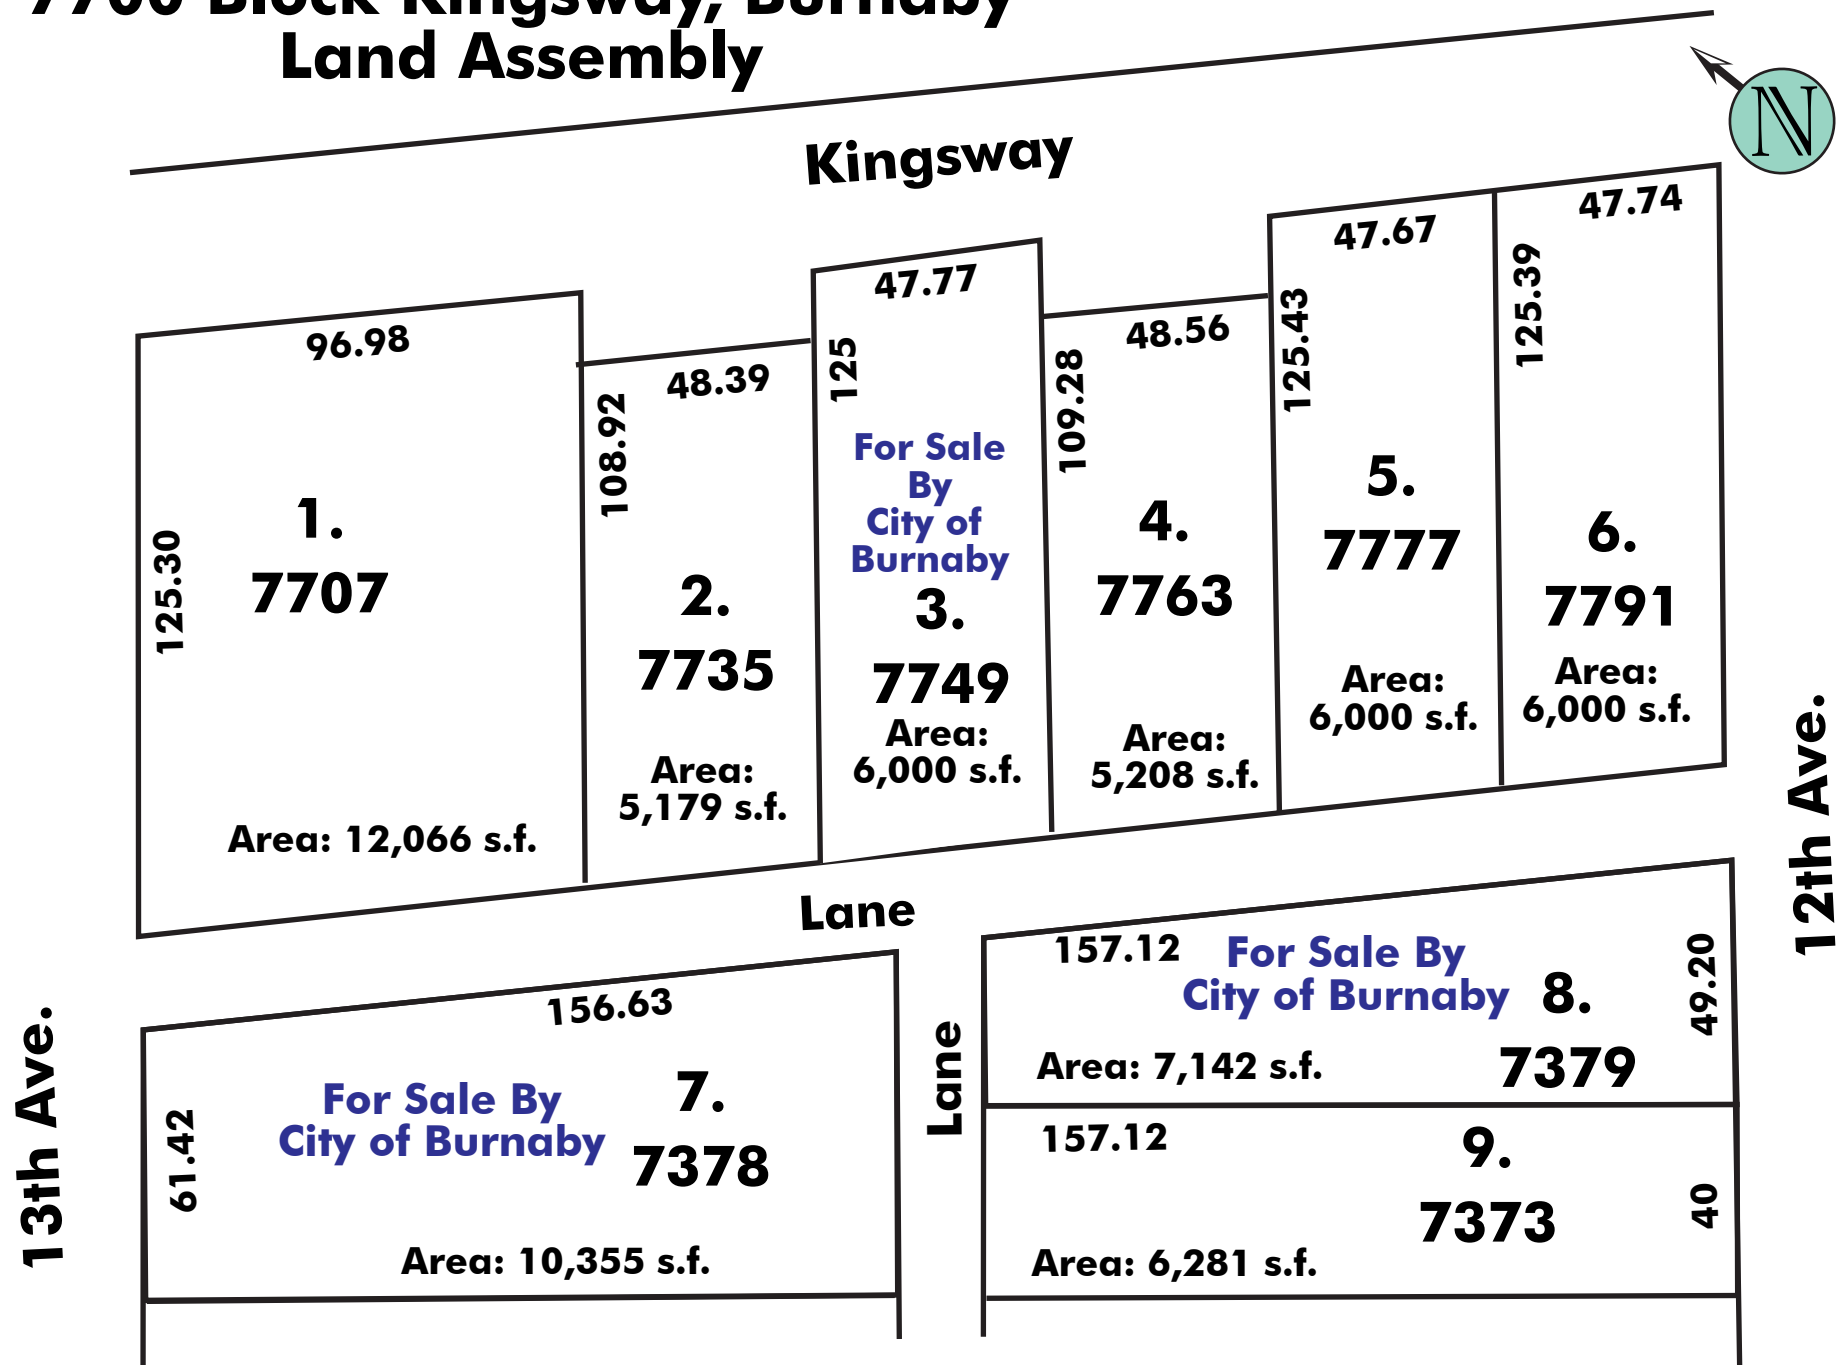 7700 Block Kingsway, Burnaby
Land Assembly
N
Kingsway
96.98
125.30
1.
7707
Area: 12,066 s.f.
48.39
108.92
2.
7735
Area:
5,179 s.f.
47.77
125
For Sale
By
City of
Burnaby
3.
7749
Area:
6,000 s.f.
48.56
109.28
4.
7763
Area:
5,208 s.f.
47.67
125.43
5.
7777
Area:
6,000 s.f.
47.74
125.39
6.
7791
Area:
6,000 s.f.
12th Ave.
Lane
13th Ave.
156.63
61.42
For Sale By
City of Burnaby
7.
7378
Area: 10,355 s.f.
Lane
157.12
For Sale By
City of Burnaby
8.
7379
49.20
Area: 7,142 s.f.
157.12
9.
7373
40
Area: 6,281 s.f.